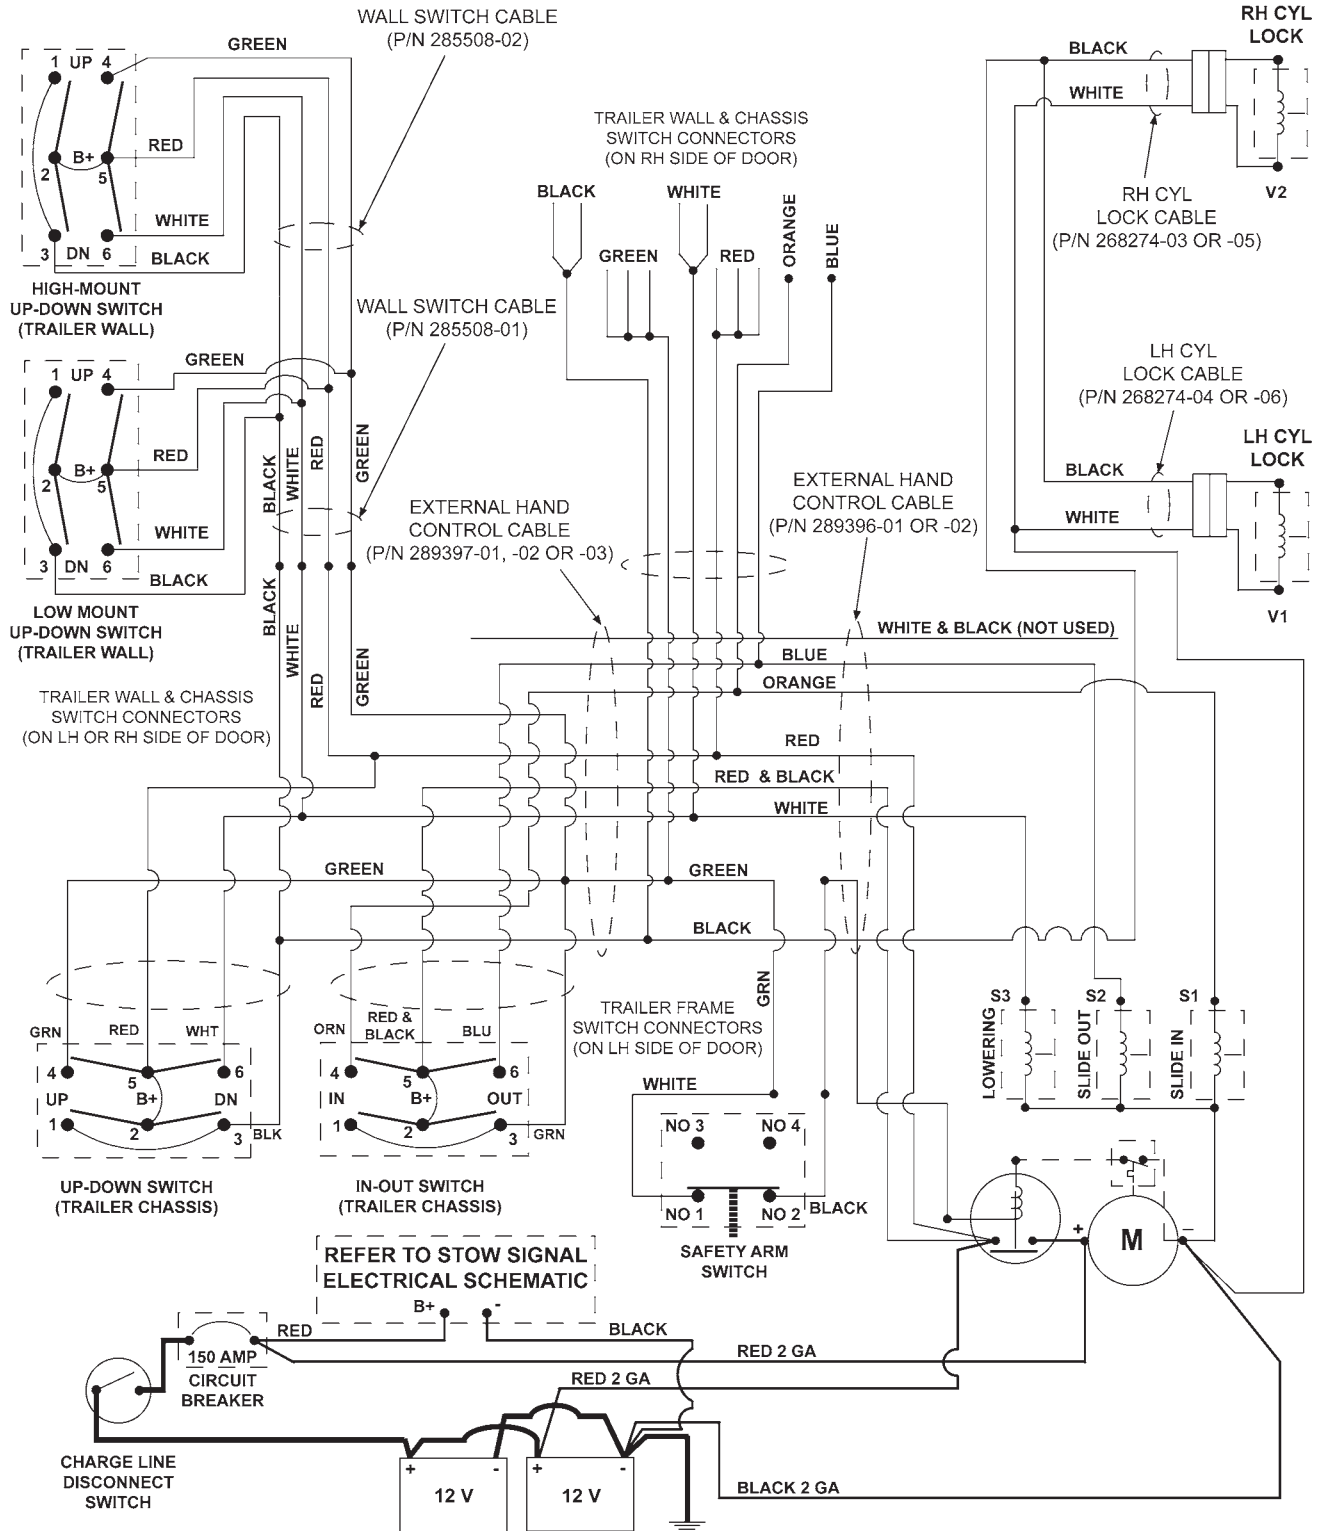 WALL SWITCH CABLE
(P/N 285508-02)
RH CYL
LOCK
GREEN
1 UP 4
B+
2 5
3 DN 6
RED
WHITE
BLACK
HIGH-MOUNT
UP-DOWN SWITCH
(TRAILER WALL)
BLACK
WHITE
V2
RH CYL
LOCK CABLE
(P/N 268274-03 OR -05)
TRAILER WALL & CHASSIS
SWITCH CONNECTORS
(ON RH SIDE OF DOOR)
BLACK
WHITE
GREEN
RED
ORANGE
BLUE
WALL SWITCH CABLE
(P/N 285508-01)
GREEN
1 UP 4
B+
2 5
3 DN 6
RED
WHITE
BLACK
LOW MOUNT
UP-DOWN SWITCH
(TRAILER WALL)
BLACK
WHITE
RED
GREEN
LH CYL
LOCK CABLE
(P/N 268274-04 OR -06)
LH CYL
LOCK
BLACK
WHITE
V1
EXTERNAL HAND
CONTROL CABLE
(P/N 289397-01, -02 OR -03)
EXTERNAL HAND
CONTROL CABLE
(P/N 289396-01 OR -02)
BLACK
WHITE
RED
GREEN
WHITE & BLACK (NOT USED)
BLUE
ORANGE
TRAILER WALL & CHASSIS
SWITCH CONNECTORS
(ON LH OR RH SIDE OF DOOR)
RED
RED & BLACK
WHITE
GREEN
GREEN
BLACK
GRN
TRAILER FRAME
SWITCH CONNECTORS
(ON LH SIDE OF DOOR)
S3
S2
S1
LOWERING
SLIDE OUT
SLIDE IN
GRN
RED
WHT
4 5 6
UP B+ DN
1 2 3
BLK
UP-DOWN SWITCH
(TRAILER CHASSIS)
ORN
RED &
BLACK
BLU
4 5 6
IN B+ OUT
1 2 3
GRN
IN-OUT SWITCH
(TRAILER CHASSIS)
WHITE
NO 3 NO 4
NO 1 NO 2
BLACK
SAFETY ARM
SWITCH
+
M
-
REFER TO STOW SIGNAL
ELECTRICAL SCHEMATIC
B+ -
RED
BLACK
150 AMP
CIRCUIT
BREAKER
RED 2 GA
RED 2 GA
CHARGE LINE
DISCONNECT
SWITCH
+ -
12 V
+ -
12 V
BLACK 2 GA